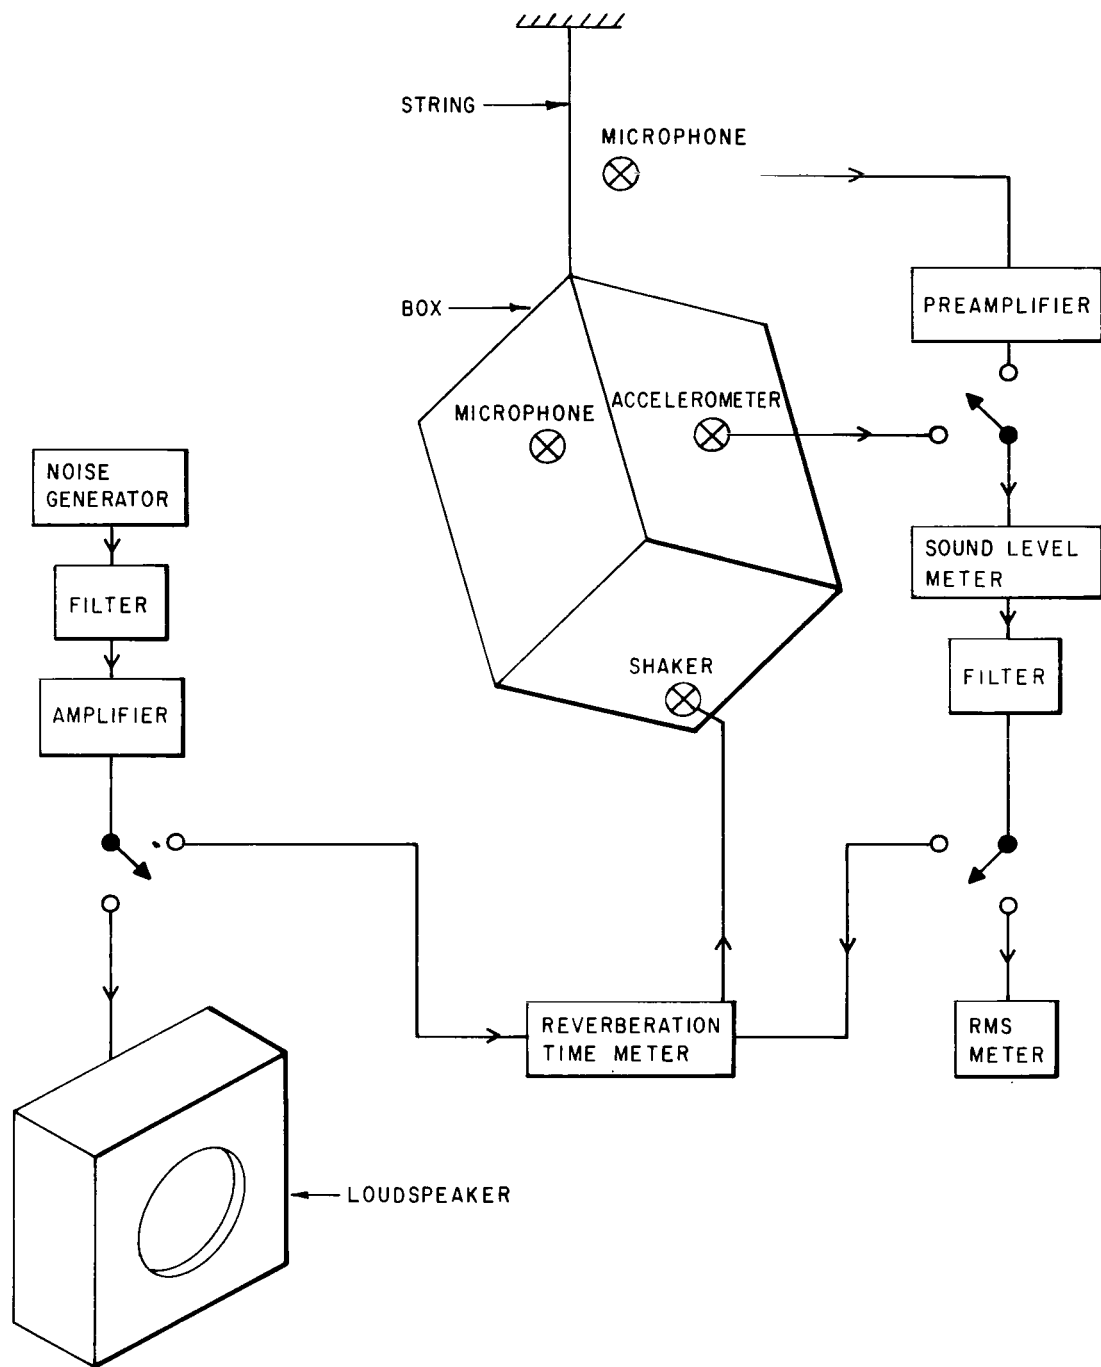 STRING
MICROPHONE
BOX
PREAMPLIFIER
ACCELEROMETER
MICROPHONE
NOISE
GENERATOR
SOUND LEVEL
METER
FILTER
SHAKER
FILTER
AMPLIFIER
REVERBERATION
TIME METER
RMS
METER
LOUDSPEAKER